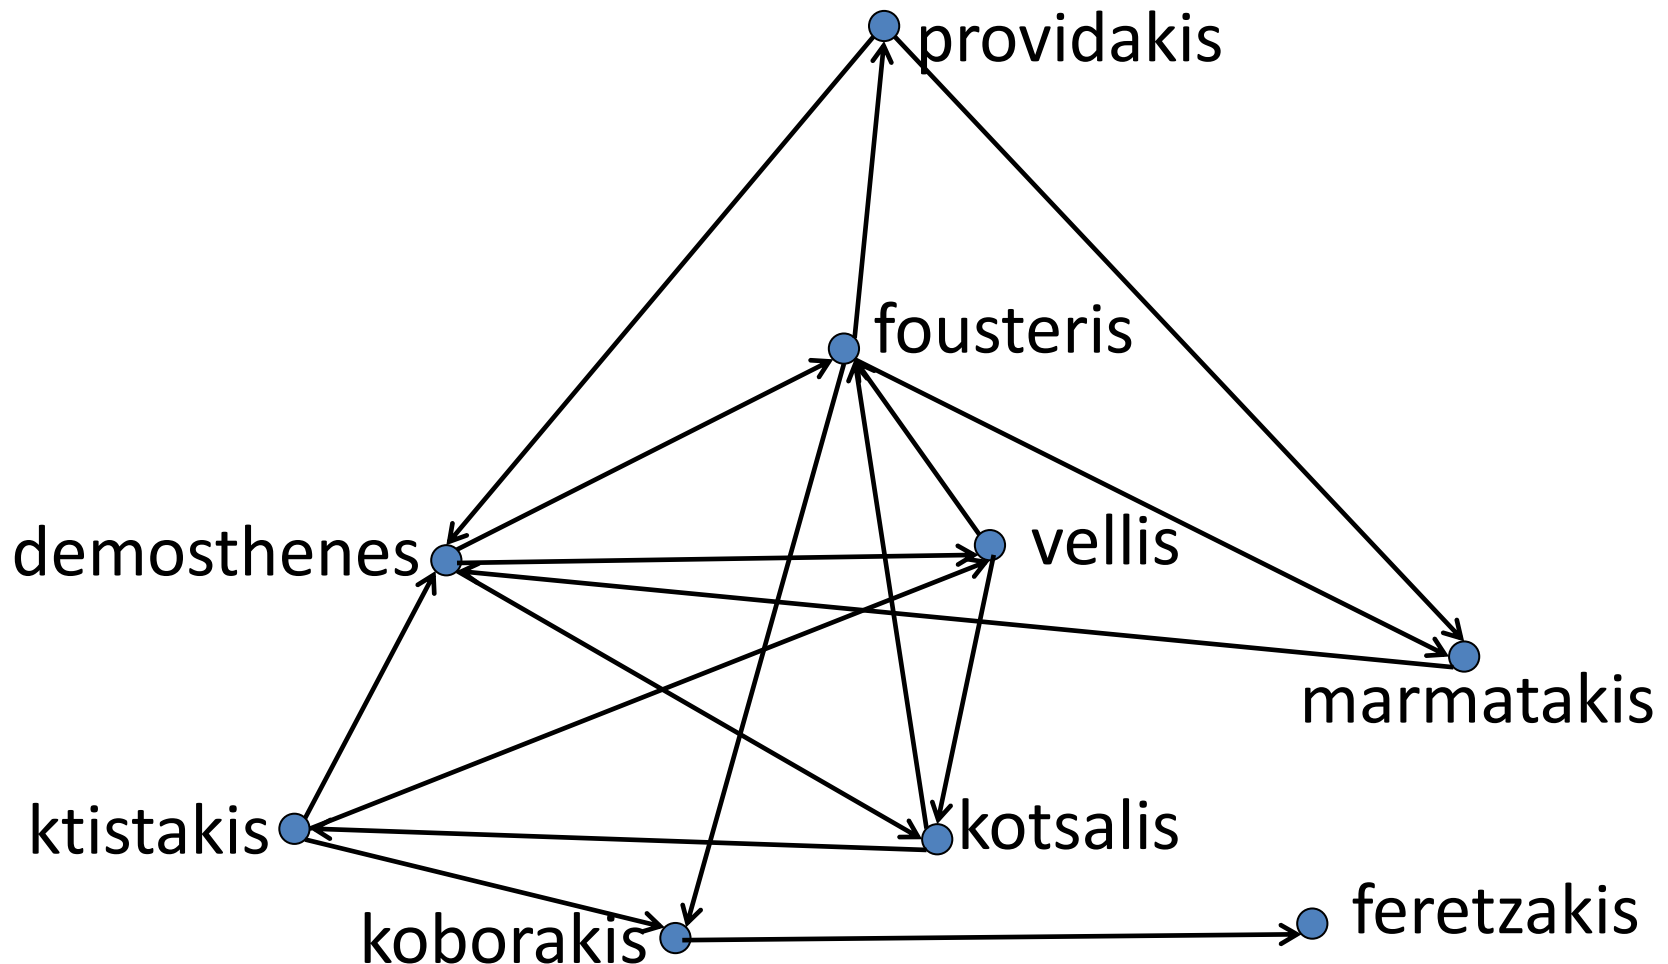 providakis
fousteris
vellis
demosthenes
marmatakis
ktistakis
kotsalis
feretzakis
koborakis